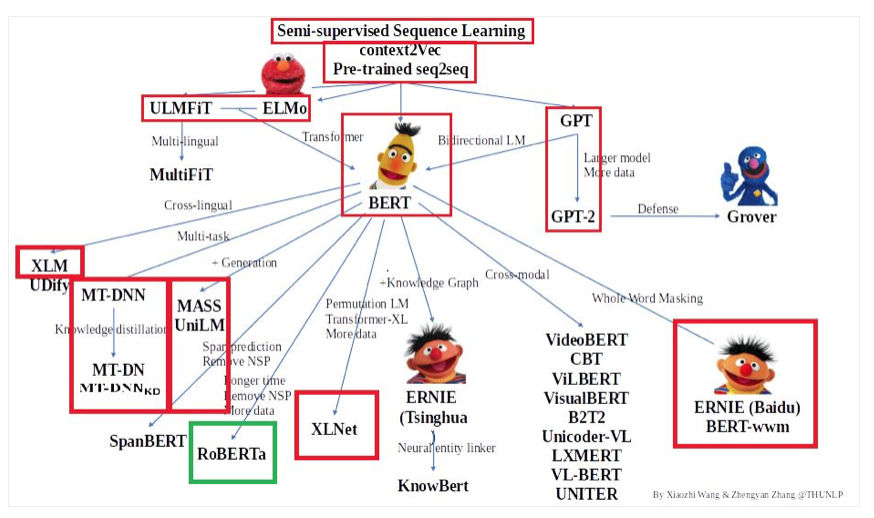 Semi-supervised Sequence Learning
context2Vec
Pre-trained seq2seq
ULMFiT
ELMo
GPT
Multi-lingual
Transformer
Bidirectional LM
Larger model
More data
MultiFiT
BERT
GPT-2
Defense
Grover
Cross-lingual
Multi-task
+ Generation
+Knowledge Graph
Cross-modal
Whole Word Masking
Permutation LM
Transformer-XL
More data
XLM
UDify
MT-DNN
MASS
UniLM
Knowledge distillation
Span prediction
Remove NSP
MT-DN
MT-DNN KD
Longer time
Remove NSP
More data
VideoBERT
CBT
ViLBERT
VisualBERT
B2T2
Unicoder-VL
LXMERT
VL-BERT
UNITER
ERNIE
(Tsinghua
)
ERNIE (Baidu)
BERT-wwm
SpanBERT
RoBERTa
XLNet
Neural entity linker
KnowBert
By Xiaozhi Wang & Zhengyan Zhang @THUNLP